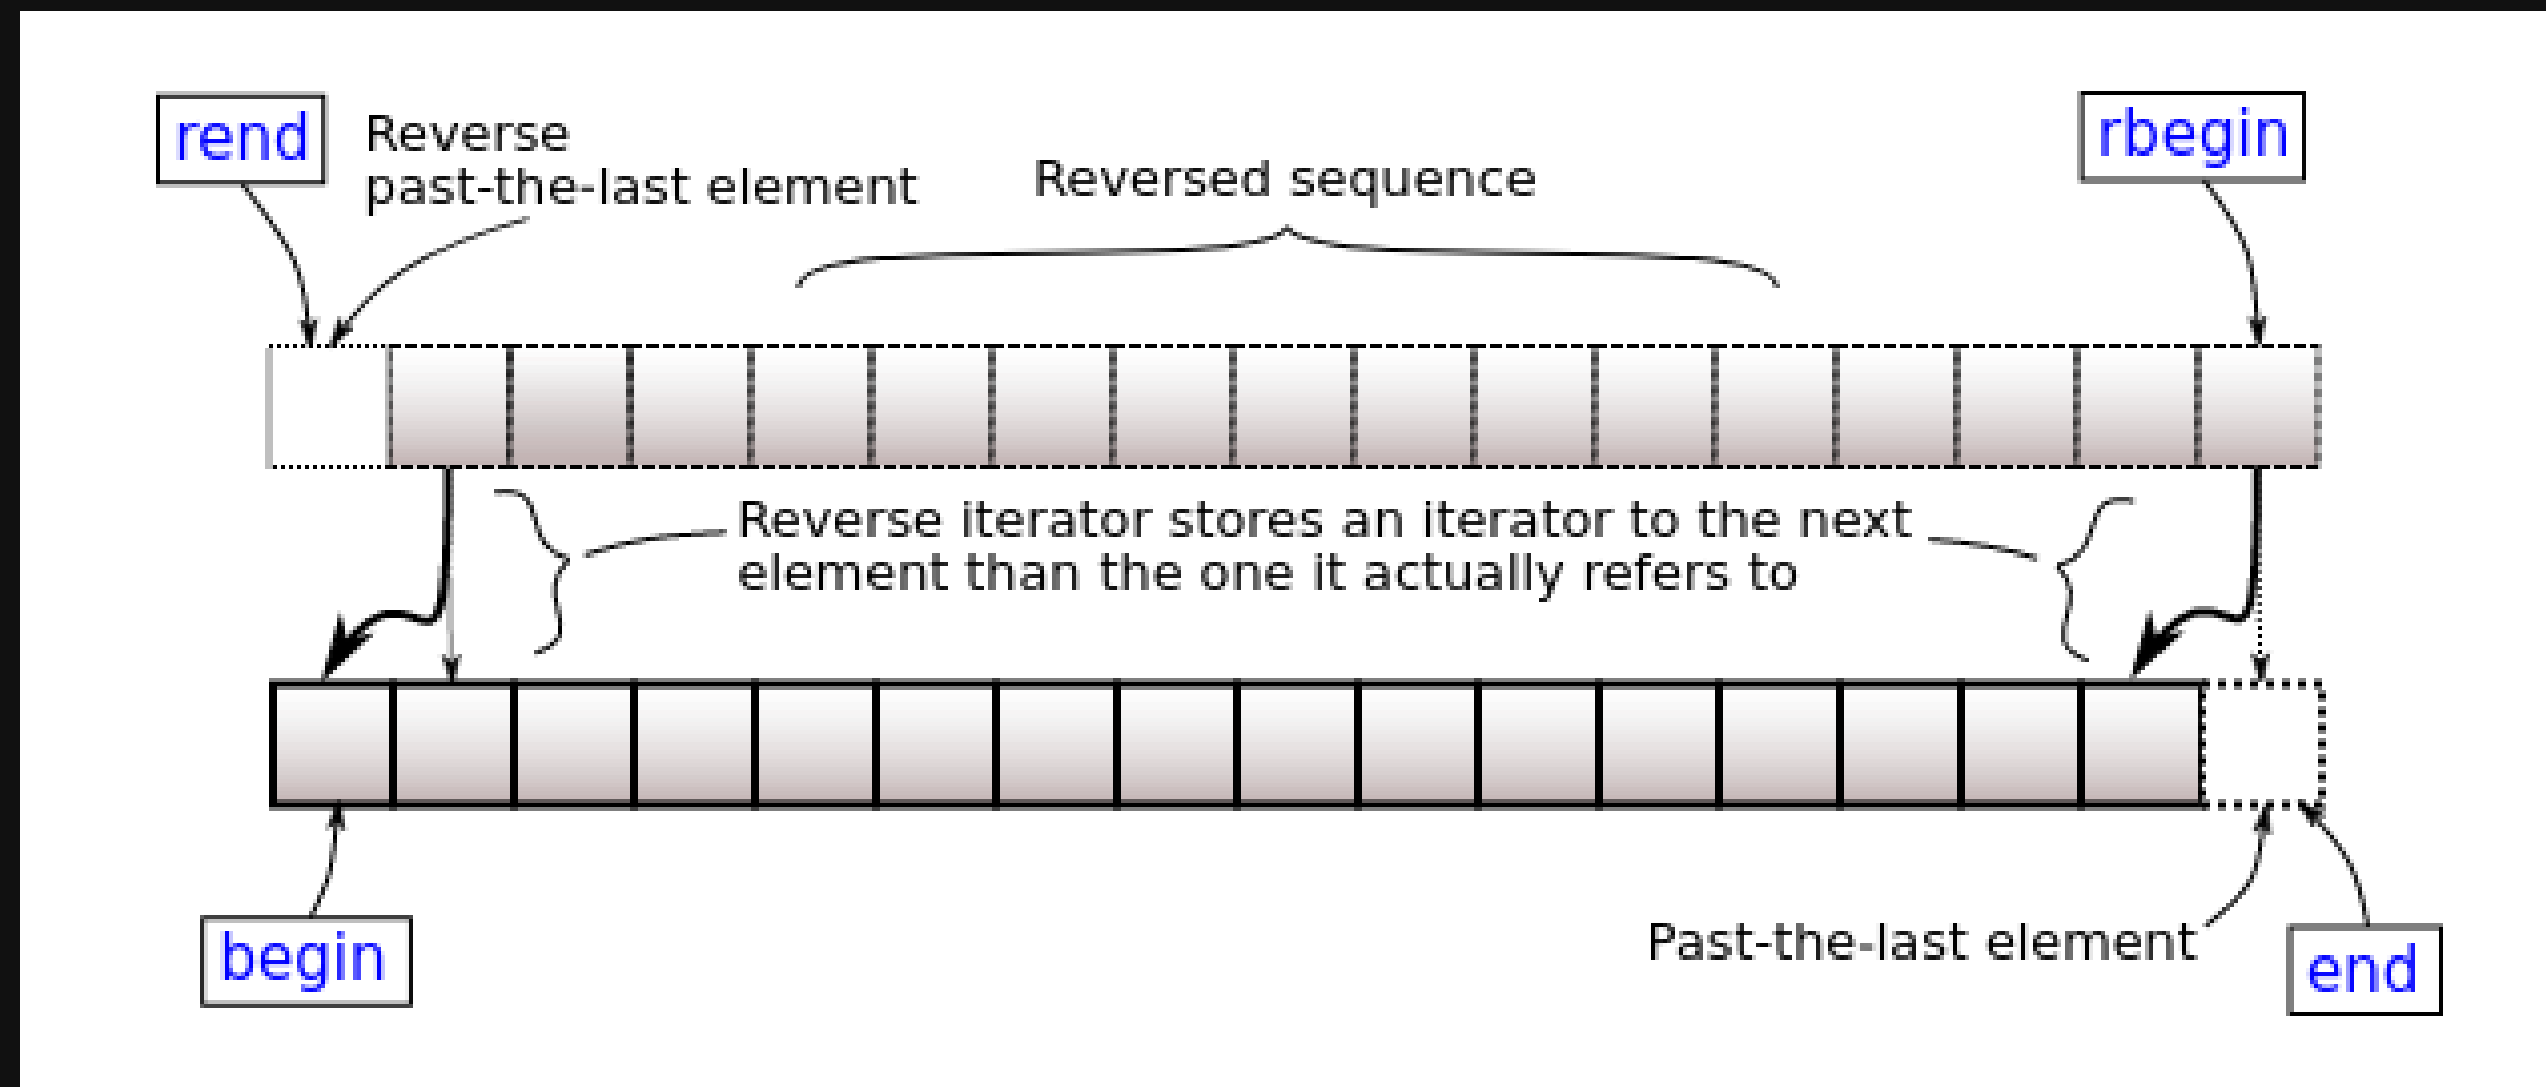 rend
Reverse
past-the-last element
Reversed sequence
rbegin
Reverse iterator stores an iterator to the next
element than the one it actually refers to
begin
Past-the-last element
end